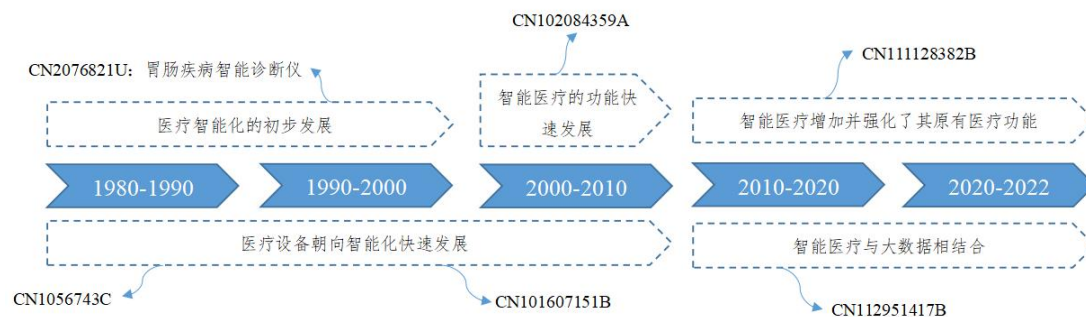 CN102084359A
CN2076821U：胃肠疾病智能诊断仪
CN111128382B
医疗智能化的初步发展
智能医疗的功能快
速发展
智能医疗增加并强化了其原有医疗功能
1980-1990
1990-2000
2000-2010
2010-2020
2020-2022
医疗设备朝向智能化快速发展
智能医疗与大数据相结合
CN1056743C
CN101607151B
CN112951417B